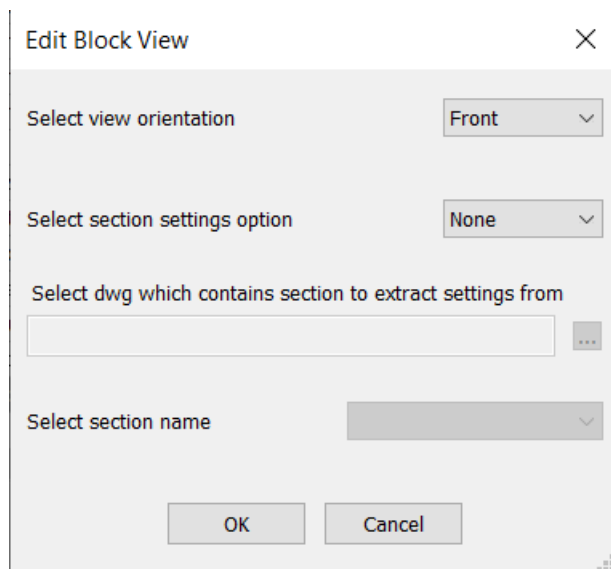 Edit Block View
Select view orientation Front
Select section settings option None
Select dwg which contains section to extract settings from
...
Select section name
OK Cancel